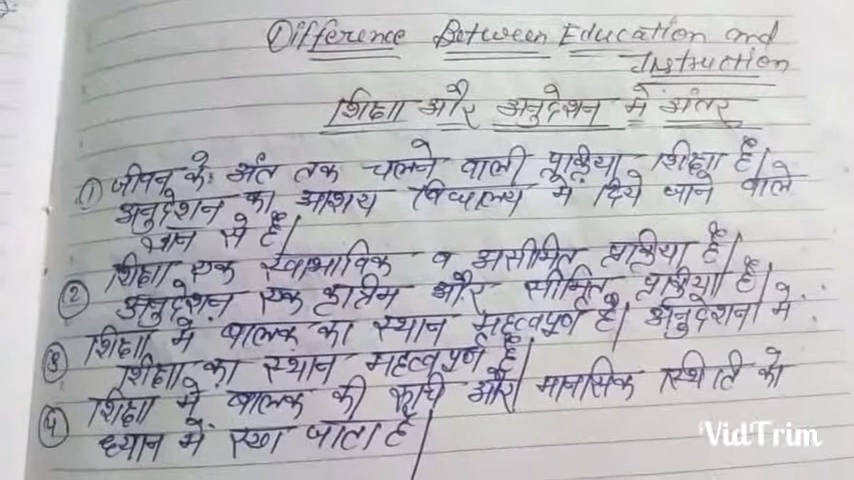 ① Difference Between Education and
Instruction
शिक्षा और अनुदेशन में अंतर
① जीवन के अंत तक चलने वाली प्रक्रिया शिक्षा है।
अनुदेशन का आशय विद्यालय में दिये जाने वाले
ज्ञान से है।
② शिक्षा एक स्वाभाविक व असीमित प्रक्रिया है।
अनुदेशन एक कृत्रिम और सीमित प्रक्रिया है।
③ शिक्षा में बालक का स्थान महत्वपूर्ण है। अनुदेशन में
शिक्षा का स्थान महत्वपूर्ण है।
④ शिक्षा में बालक की रूचि और मानसिक स्थिति को
ध्यान में रखा जाता है।
VidTrim